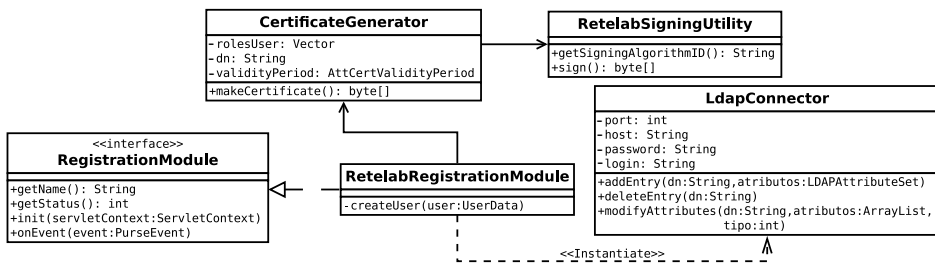 CertificateGenerator
-rolesUser: Vector
-dn: String
-validityPeriod: AttCertValidityPeriod
+makeCertificate(): byte[]
RetelabSigningUtility
+getSigningAlgorithmID(): String
+sign(): byte[]
LdapConnector
-port: int
-host: String
-password: String
-login: String
+addEntry(dn:String,atributos:LDAPAttributeSet)
+deleteEntry(dn:String)
+modifyAttributes(dn:String,atributos:ArrayList,
tipo:int)
<<interface>>
RegistrationModule
+getName(): String
+getStatus(): int
+init(servletContext:ServletContext)
+onEvent(event:PurseEvent)
RetelabRegistrationModule
-createUser(user:UserData)
<<Instantiate>>